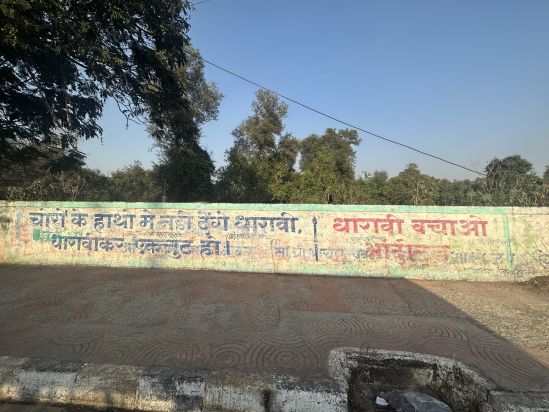 चोरो के हाथो मे नही देंगे धारावी,
धारावीकर एकजुट हो।
धारावी बचाओ
आंदोलन